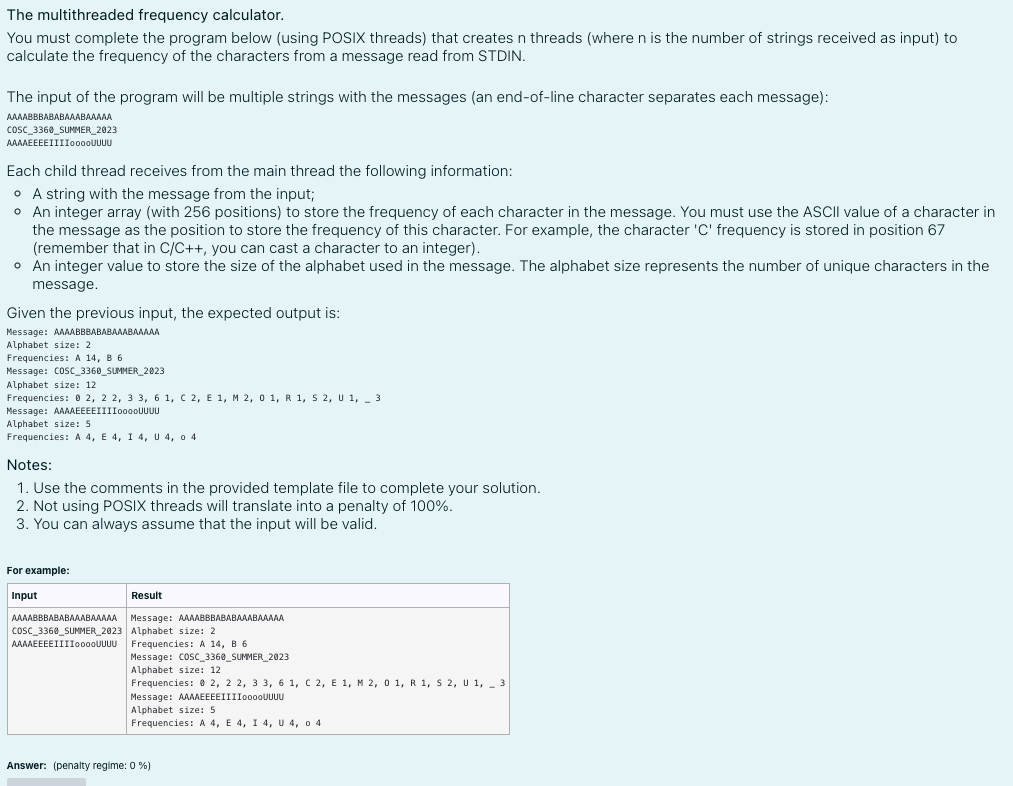 The multithreaded frequency calculator.
You must complete the program below (using POSIX threads) that creates n threads (where n is the number of strings received as input) to
calculate the frequency of the characters from a message read from STDIN.
The input of the program will be multiple strings with the messages (an end-of-line character separates each message):
AAAABBBABABAAABAAAAA
COSC_3360_SUMMER_2023
AAAAEEEEIIIIooooUUUU
Each child thread receives from the main thread the following information:
A string with the message from the input;
An integer array (with 256 positions) to store the frequency of each character in the message. You must use the ASCII value of a character in
the message as the position to store the frequency of this character. For example, the character 'C' frequency is stored in position 67
(remember that in C/C++, you can cast a character to an integer).
An integer value to store the size of the alphabet used in the message. The alphabet size represents the number of unique characters in the
message.
Given the previous input, the expected output is:
Message: AAAABBBABABAAABAAAAA
Alphabet size: 2
Frequencies: A 14, B 6
Message: COSC_3360_SUMMER_2023
Alphabet size: 12
Frequencies: 0 2, 2 2, 3 3, 6 1, C 2, E 1, M 2, O 1, R 1, S 2, U 1, _ 3
Message: AAAAEEEEIIIIooooUUUU
Alphabet size: 5
Frequencies: A 4, E 4, I 4, U 4, o 4
Notes:
1. Use the comments in the provided template file to complete your solution.
2. Not using POSIX threads will translate into a penalty of 100%.
3. You can always assume that the input will be valid.
For example:
Input Result
AAAABBBABABAAABAAAAA Message: AAAABBBABABAAABAAAAA
COSC_3360_SUMMER_2023 Alphabet size: 2
AAAAEEEEIIIIooooUUUU Frequencies: A 14, B 6
Message: COSC_3360_SUMMER_2023
Alphabet size: 12
Frequencies: 0 2, 2 2, 3 3, 6 1, C 2, E 1, M 2, O 1, R 1, S 2, U 1, _ 3
Message: AAAAEEEEIIIIooooUUUU
Alphabet size: 5
Frequencies: A 4, E 4, I 4, U 4, o 4
Answer: (penalty regime: 0 %)